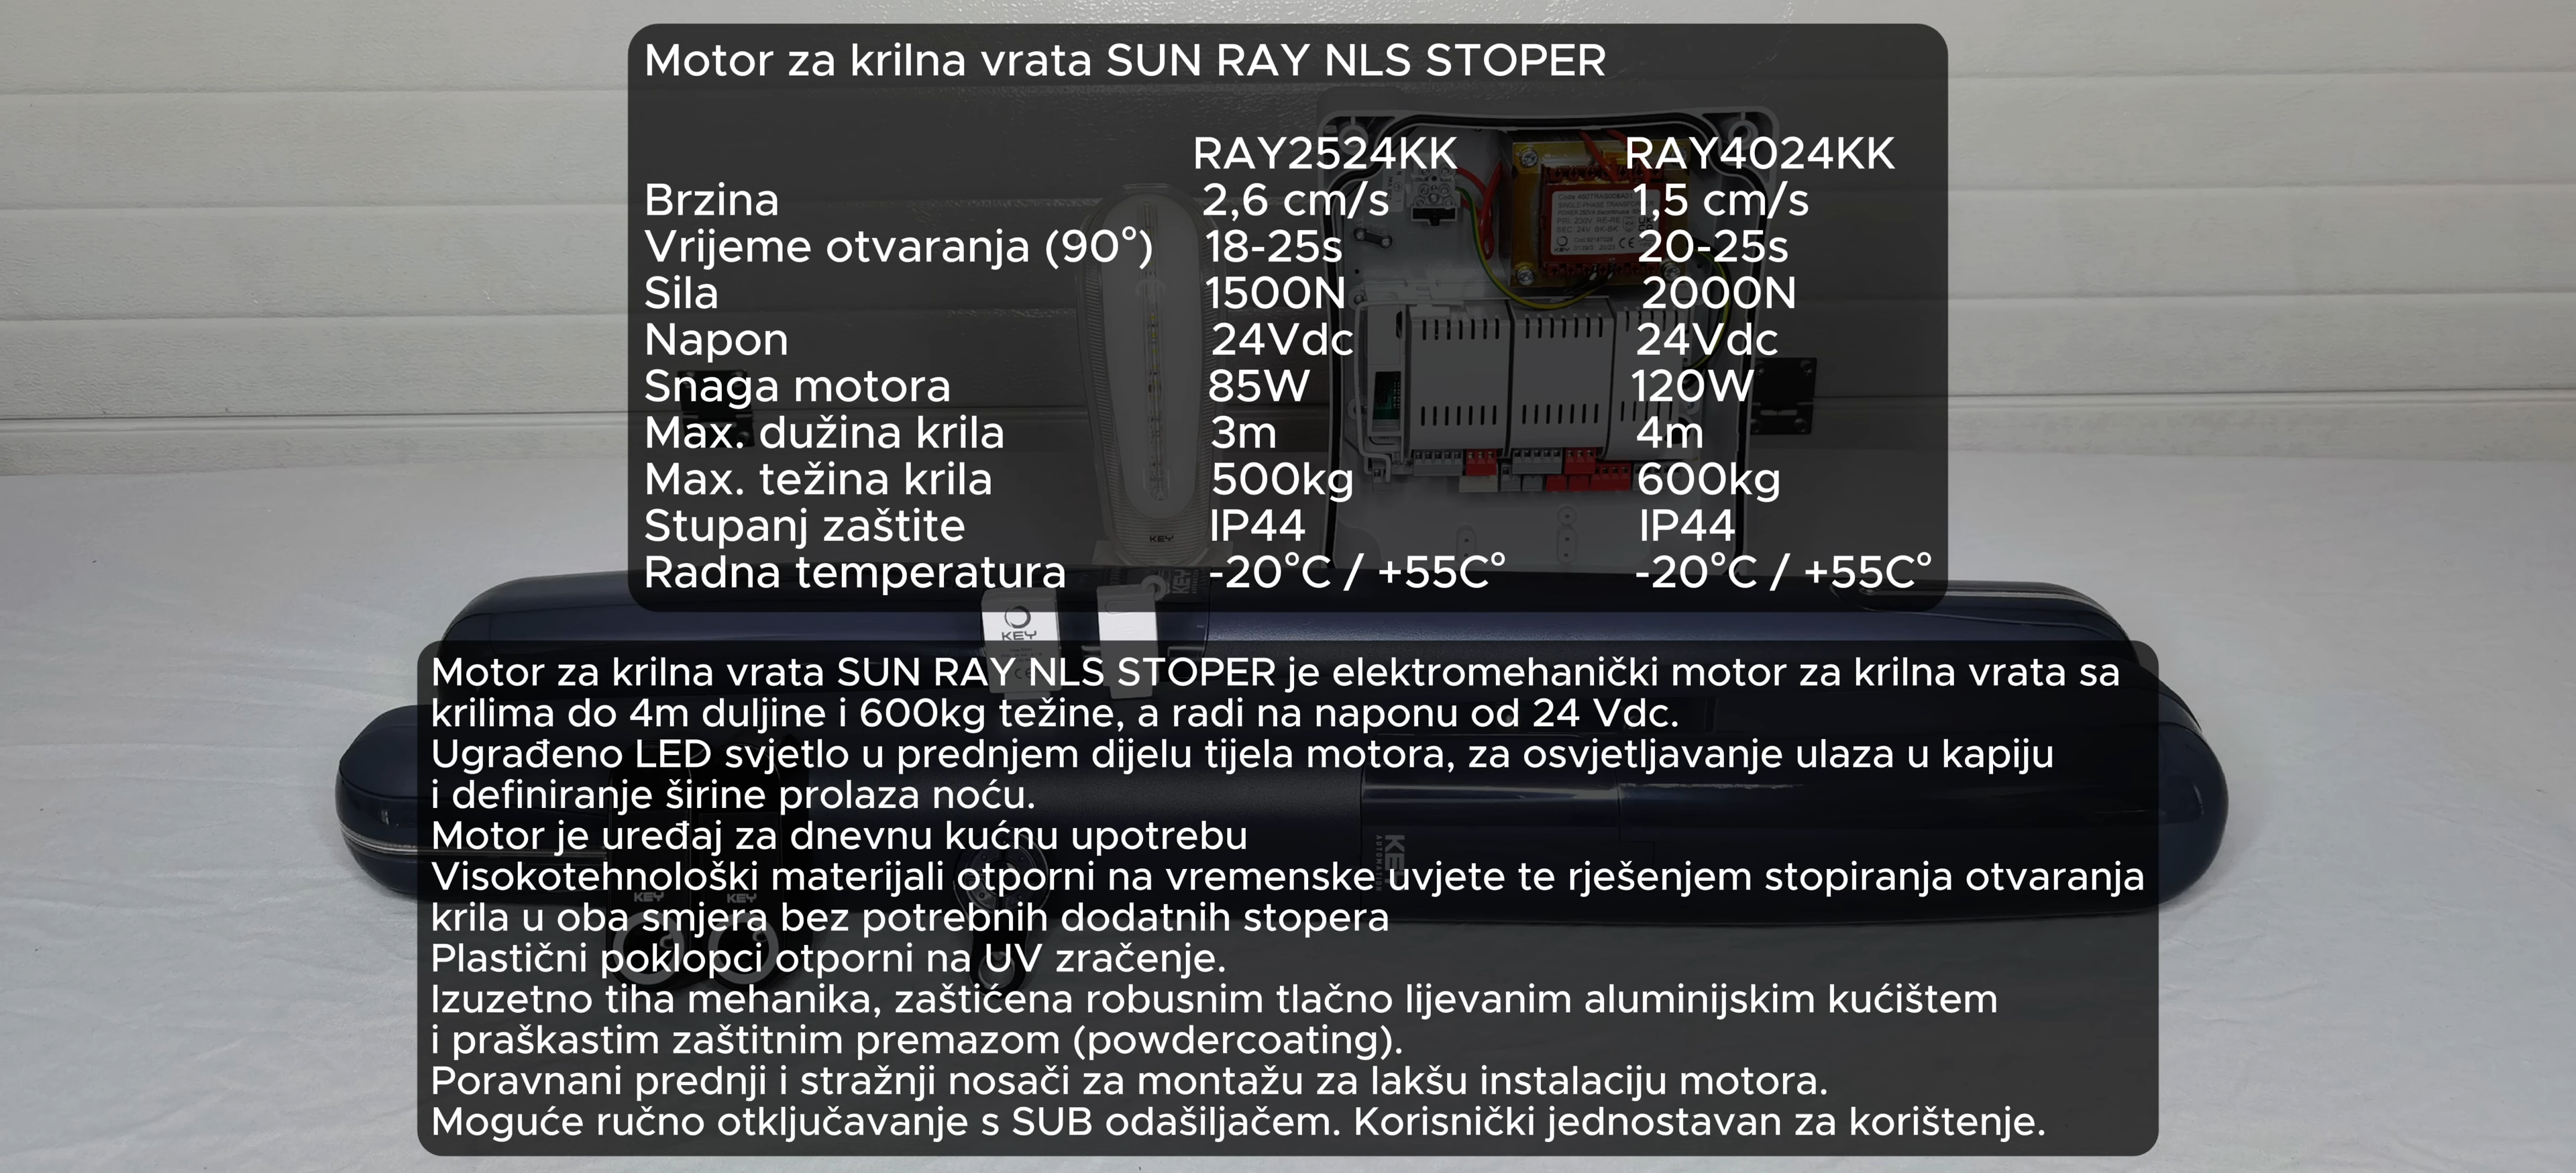 Motor za krilna vrata SUN RAY NLS STOPER
RAY2524KK RAY4024KK
Brzina 2,6 cm/s 1,5 cm/s
Vrijeme otvaranja (90°) 18-25s 20-25s
Sila 1500N 2000N
Napon 24Vdc 24Vdc
Snaga motora 85W 120W
Max. dužina krila 3m 4m
Max. težina krila 500kg 600kg
Stupanj zaštite IP44 IP44
Radna temperatura -20°C / +55C° -20°C / +55C°
KEY
KEY
Motor za krilna vrata SUN RAY NLS STOPER je elektromehanički motor za krilna vrata sa
krilima do 4m duljine i 600kg težine, a radi na naponu od 24 Vdc.
Ugrađeno LED svjetlo u prednjem dijelu tijela motora, za osvjetljavanje ulaza u kapiju
i definiranje širine prolaza noću.
Motor je uređaj za dnevnu kućnu upotrebu
Visokotehnološki materijali otporni na vremenske uvjete te rješenjem stopiranja otvaranja
krila u oba smjera bez potrebnih dodatnih stopera
Plastični poklopci otporni na UV zračenje.
Izuzetno tiha mehanika, zaštićena robusnim tlačno lijevanim aluminijskim kućištem
i praškastim zaštitnim premazom (powdercoating).
Poravnani prednji i stražnji nosači za montažu za lakšu instalaciju motora.
Moguće ručno otključavanje s SUB odašiljačem. Korisnički jednostavan za korištenje.
KEY
AUTOMATION
KEY
KEY